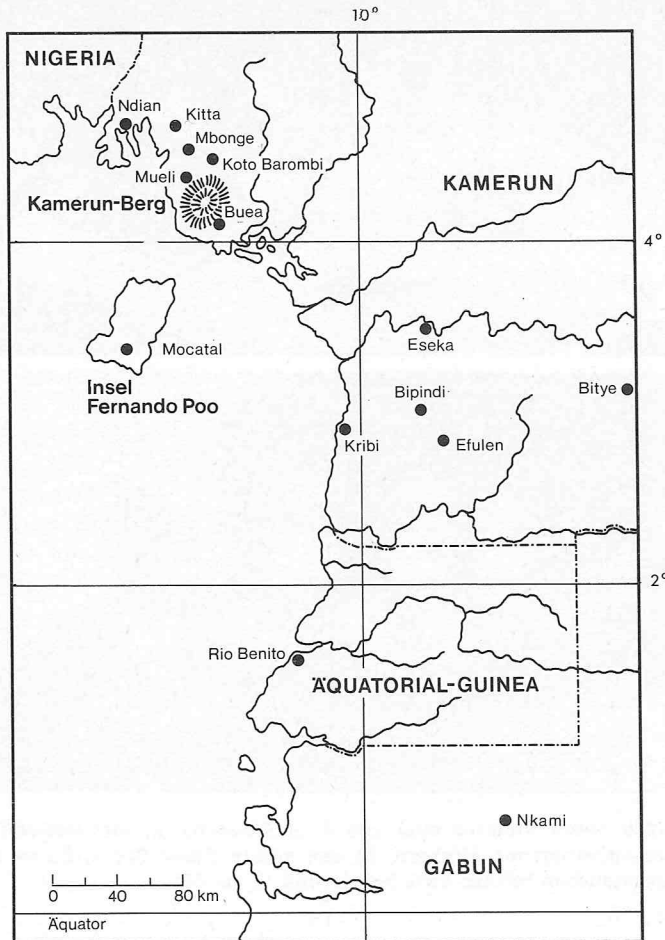 10°
NIGERIA
Ndian
Kitta
Mbonge
Koto Barombi
Mueli
KAMERUN
Kamerun-Berg
Buea
4°
Mocatal
Eseka
Insel
Fernando Poo
Bipindi
Bitye
Kribi
Efulen
2°
Rio Benito
ÄQUATORIAL-GUINEA
Nkami
GABUN
0 40 80 km
Äquator